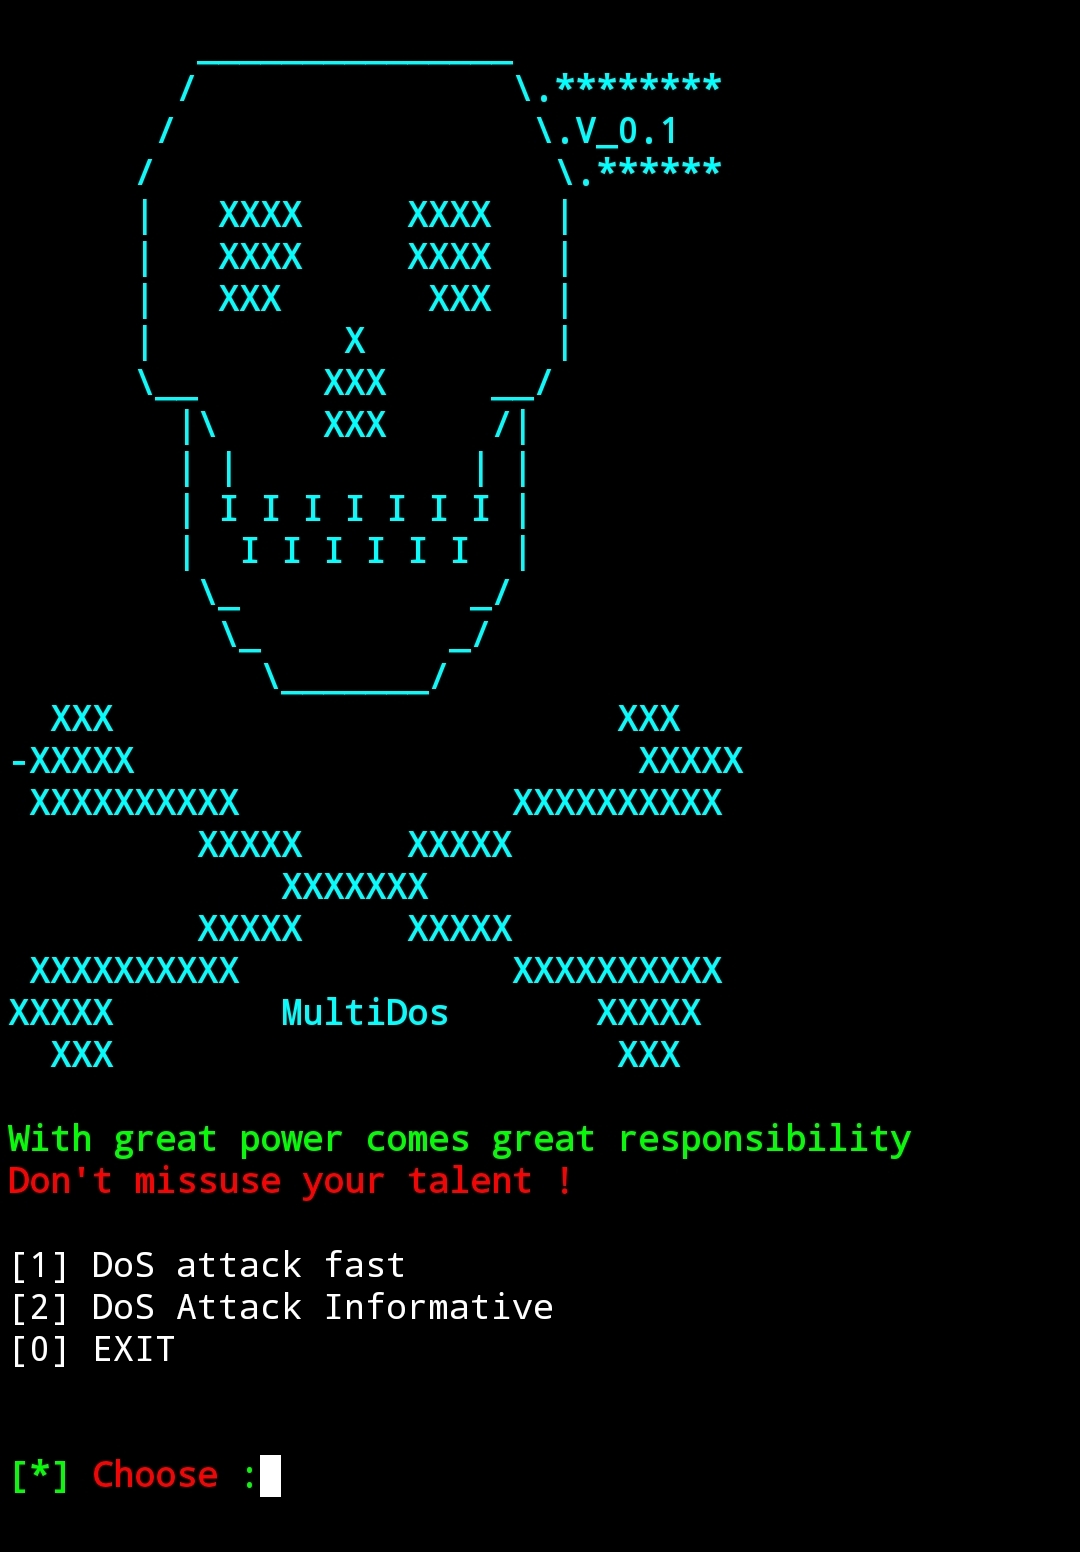 .********
.V_0.1
.******
XXXX XXXX
XXXX XXXX
XXX XXX
X
XXX
XXX
I I I I I I I
I I I I I I
XXX XXX
-XXXXX XXXXX
XXXXXXXXXX XXXXXXXXXX
XXXXX XXXXX
XXXXXXX
XXXXX XXXXX
XXXXXXXXXX XXXXXXXXXX
XXXXX MultiDos XXXXX
XXX XXX
With great power comes great responsibility
Don't missuse your talent !
[1] DoS attack fast
[2] DoS Attack Informative
[0] EXIT
[*] Choose :